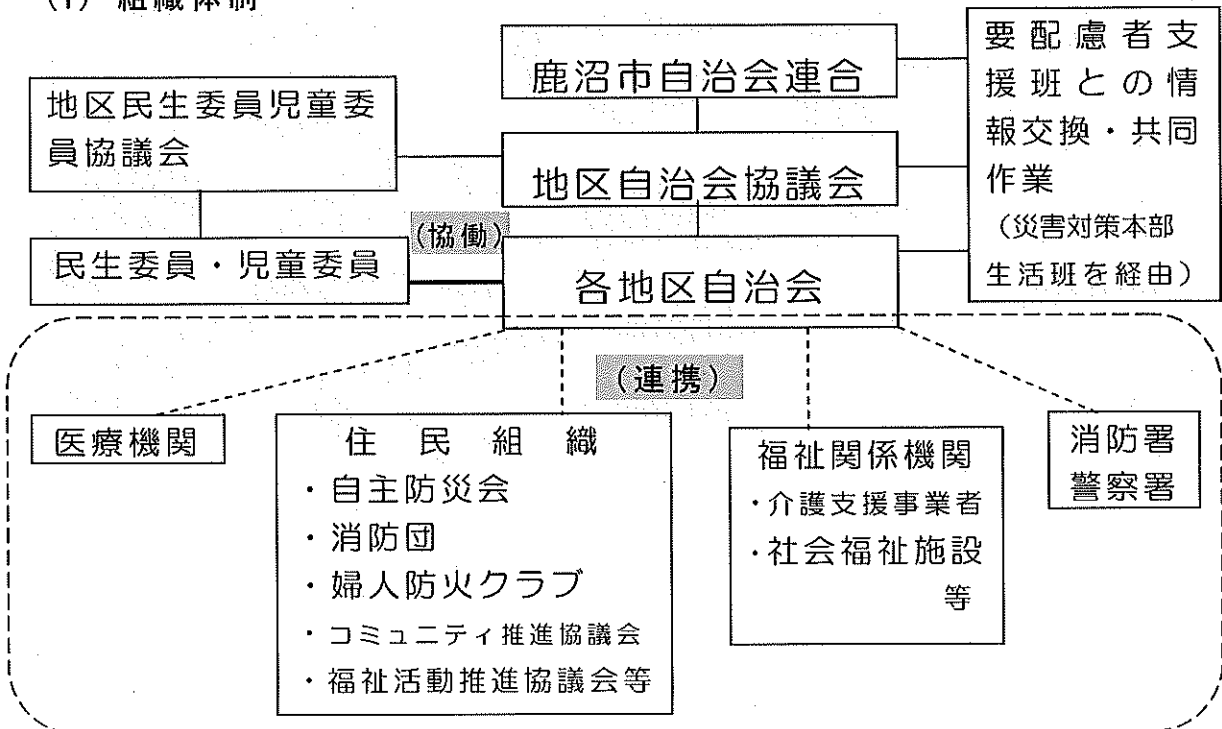 (1) 組織体制
鹿沼市自治会連合
要配慮者支
援班との情
報交換・共同
作業
(災害対策本部
生活班を経由)
地区民生委員児童委
員協議会
地区自治会協議会
(協働)
民生委員・児童委員
各地区自治会
(連携)
医療機関
住民組織
・自主防災会
・消防団
・婦人防火クラブ
・コミュニティ推進協議会
・福祉活動推進協議会等
福祉関係機関
・介護支援事業者
・社会福祉施設
等
消防署
警察署